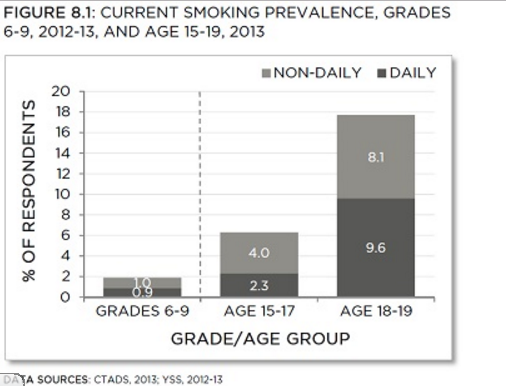 FIGURE 8.1: CURRENT SMOKING PREVALENCE, GRADES
6-9, 2012-13, AND AGE 15-19, 2013
NON-DAILY DAILY
% OF RESPONDENTS
20
18
16
14
12
10
8
6
4
2
0
1.0
0.9
4.0
2.3
8.1
9.6
GRADES 6-9 AGE 15-17 AGE 18-19
GRADE/AGE GROUP
DATA SOURCES: CTADS, 2013; YSS, 2012-13